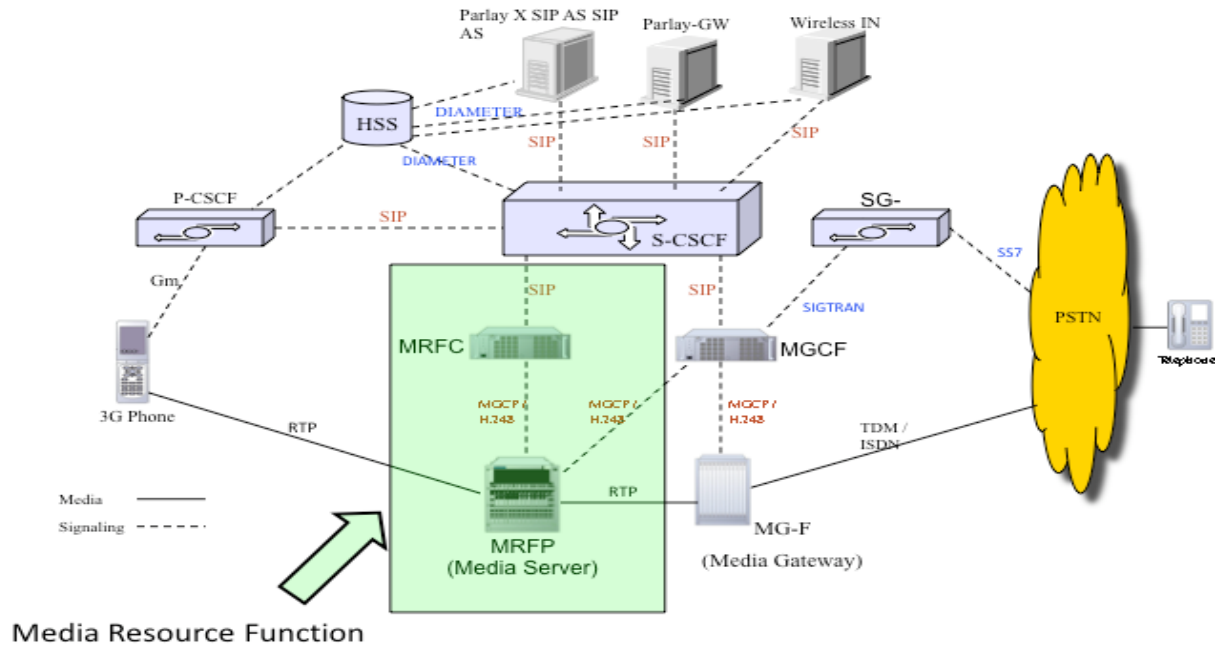 Parlay X SIP AS SIP
AS
Parlay-GW
Wireless IN
DIAMETER
HSS
SIP
SIP
SIP
DIAMETER
P-CSCF
SG-
SIP
S-CSCF
SS7
Gm
SIP
SIP
SIGTRAN
PSTN
MRFC
MGCF
Telephone
3G Phone
MGCP /
H.248
MGCP /
H.248
MGCP /
H.248
RTP
TDM /
ISDN
RTP
Media
Signaling
MRFP
(Media Server)
MG-F
(Media Gateway)
Media Resource Function